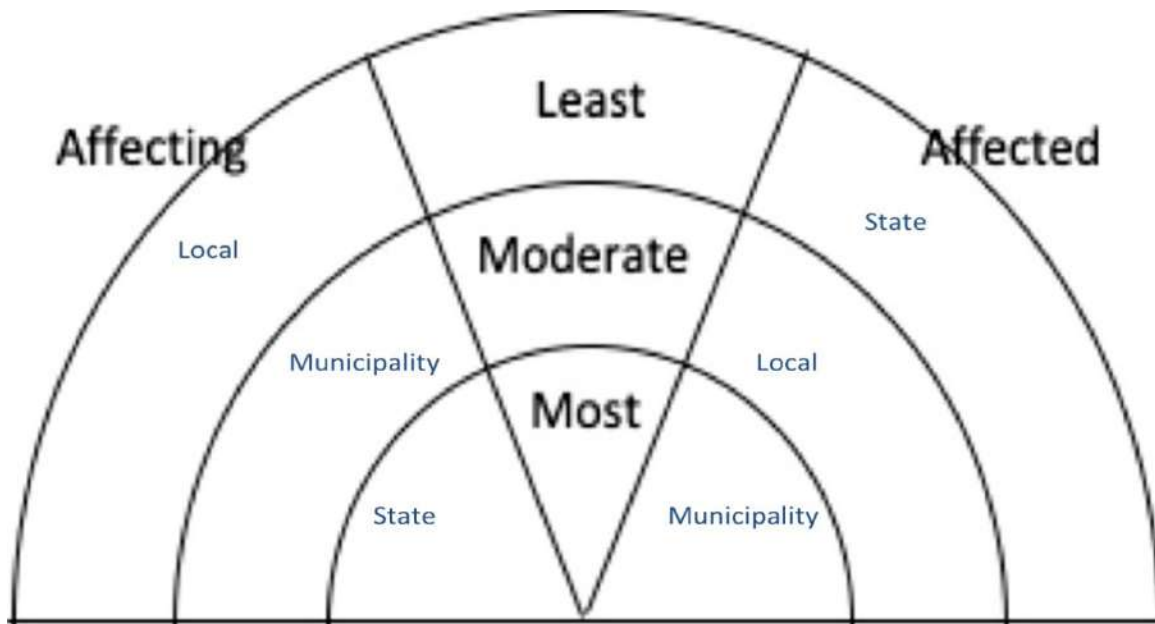 Least
Affecting
Affected
State
Local
Moderate
Municipality
Local
Most
State
Municipality